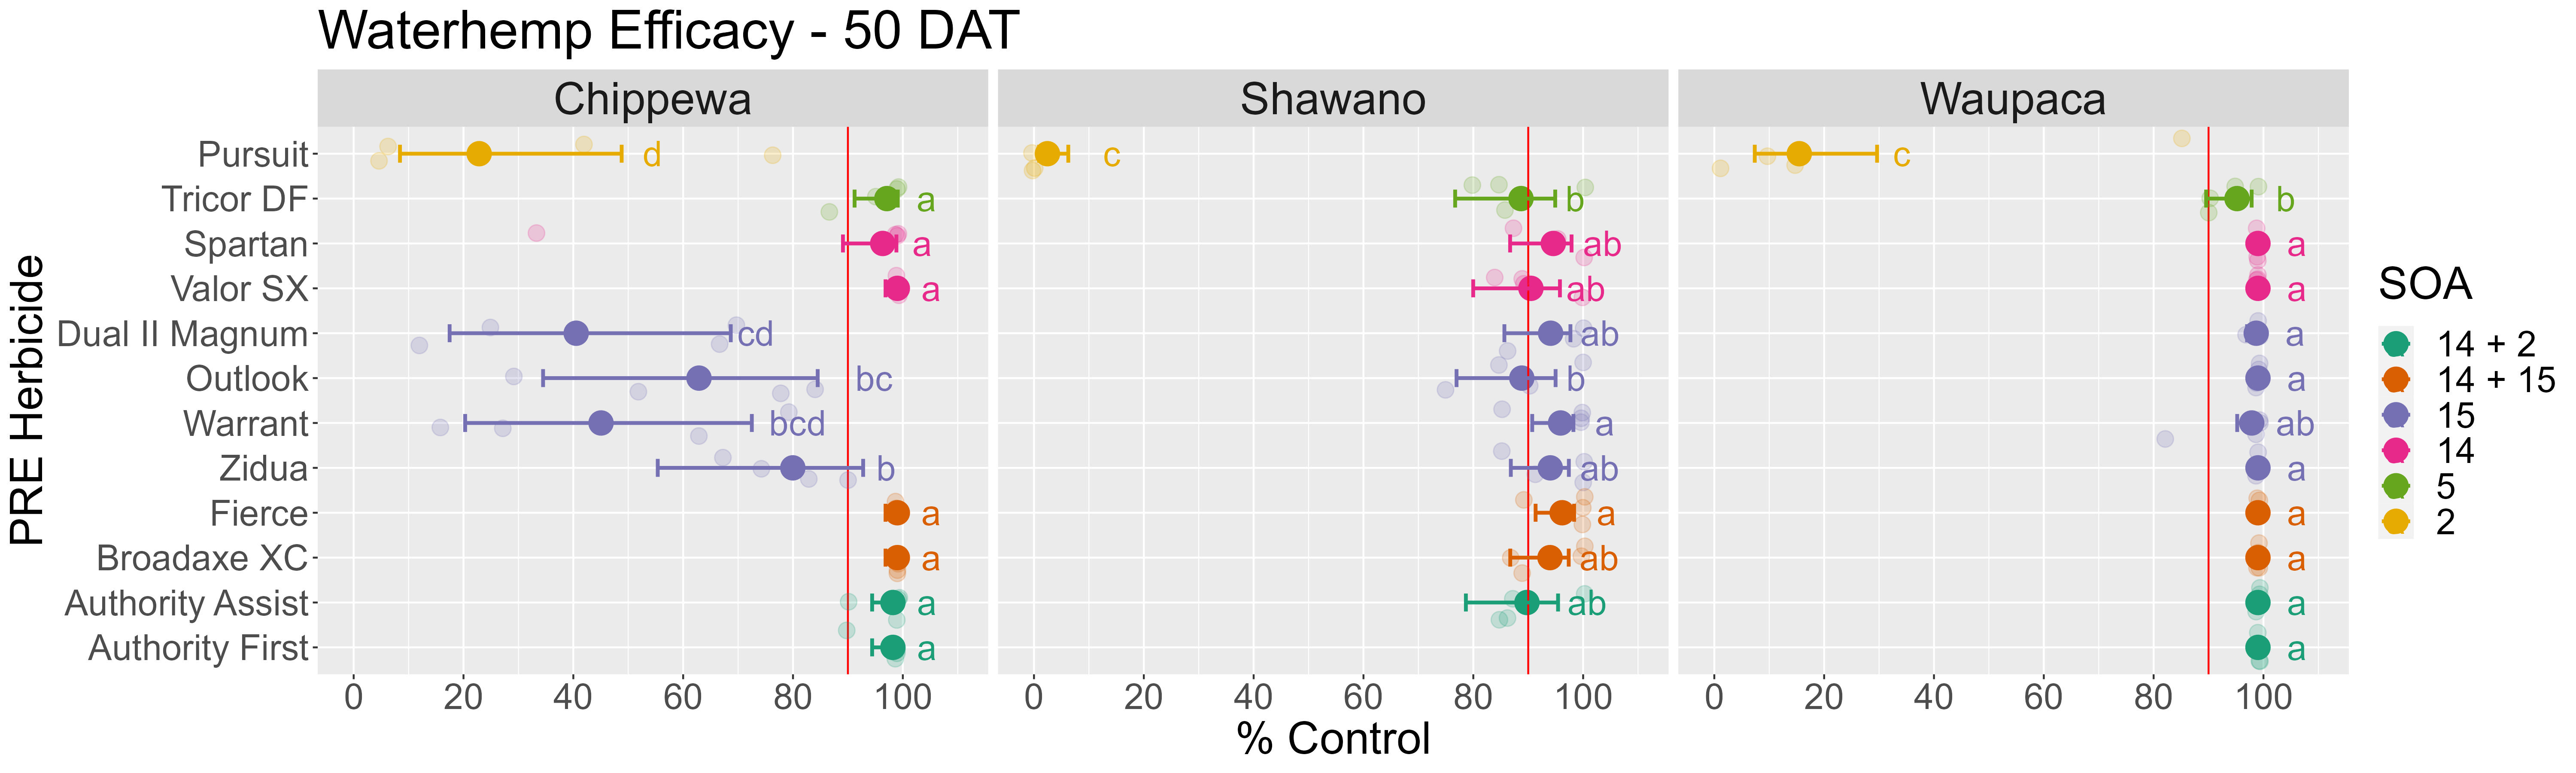 Waterhemp Efficacy - 50 DAT
Chippewa Shawano Waupaca
PRE Herbicide
Pursuit d c c
Tricor DF a b b
Spartan a ab a
Valor SX a ab a
Dual II Magnum cd ab a
Outlook bc b a
Warrant bcd a ab
Zidua b ab a
Fierce a a a
Broadaxe XC a ab a
Authority Assist a ab a
Authority First a a
0 20 40 60 80 100 0 20 40 60 80 100 0 20 40 60 80 100
% Control
SOA
14 + 2
14 + 15
15
14
5
2